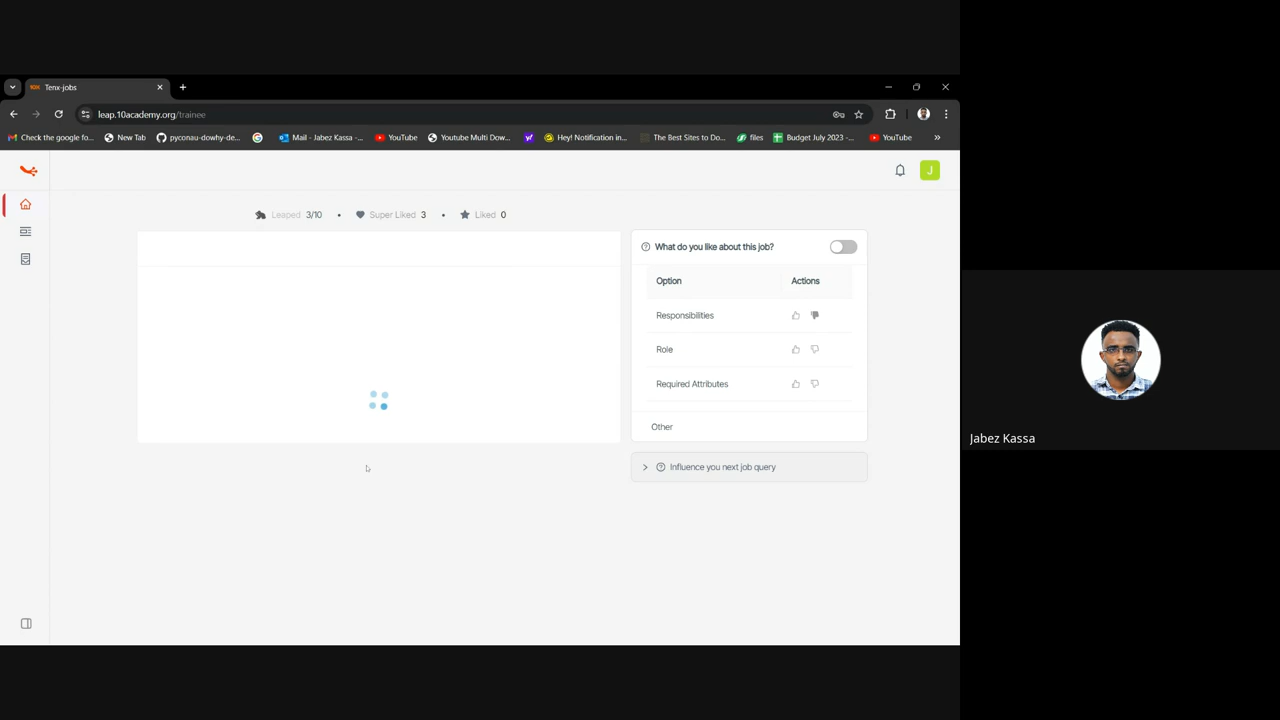 10X Tenx-jobs
leap.10academy.org/trainee
Check the google fo... New Tab pyconau-dowhy-de... Mail - Jabez Kassa -... YouTube Youtube Multi Dow... Hey! Notification in... The Best Sites to Do... files Budget July 2023 -... YouTube
J
Leaped 3/10 • Super Liked 3 • Liked 0
What do you like about this job?
Option Actions
Responsibilities
Role
Required Attributes
Other
Influence you next job query
Jabez Kassa